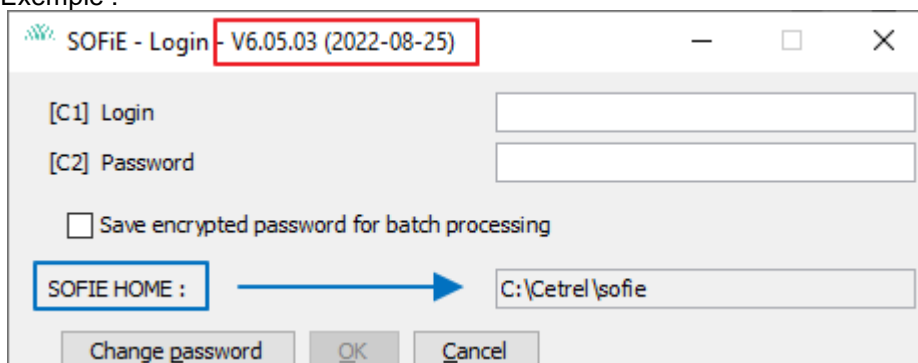 Exemple :
SOFiE - Login - V6.05.03 (2022-08-25)
[C1] Login
[C2] Password
Save encrypted password for batch processing
SOFIE HOME : C:\Cetrel\sofie
Change password OK Cancel